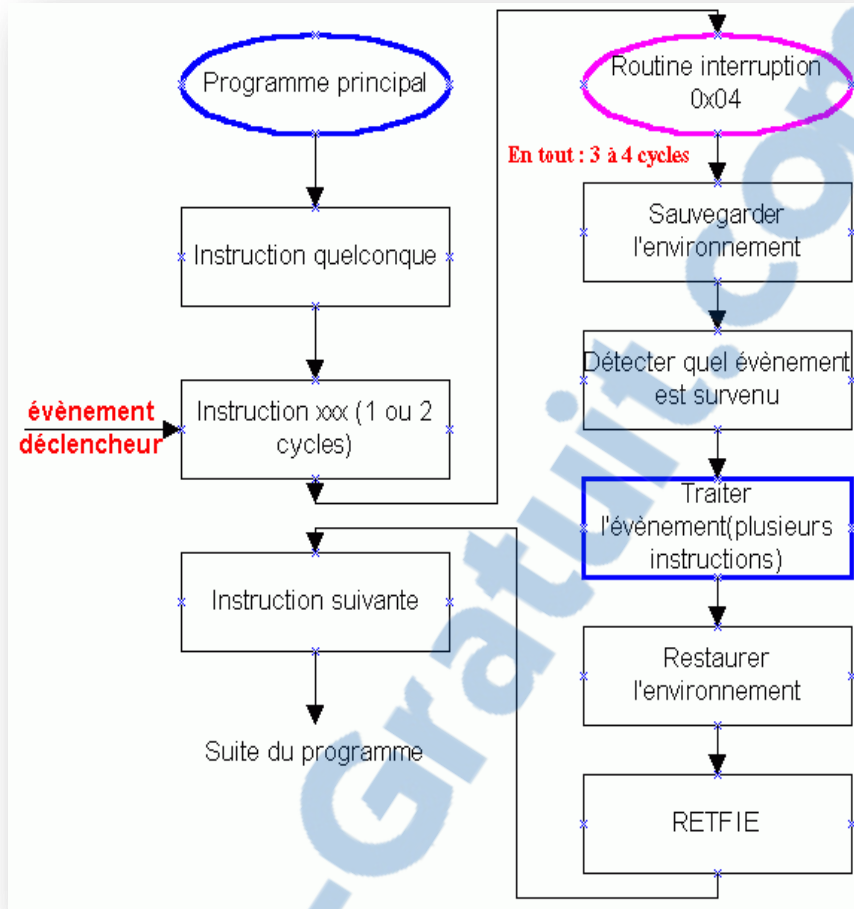 Programme principal
Instruction quelconque
évènement
déclencheur
Instruction xxx (1 ou 2
cycles)
Instruction suivante
Suite du programme
Routine interruption
0x04
En tout : 3 à 4 cycles
Sauvegarder
l'environnement
Détecter quel évènement
est survenu
Traiter
l'évènement(plusieurs
instructions)
Restaurer
l'environnement
RETFIE
-Gratuit.com